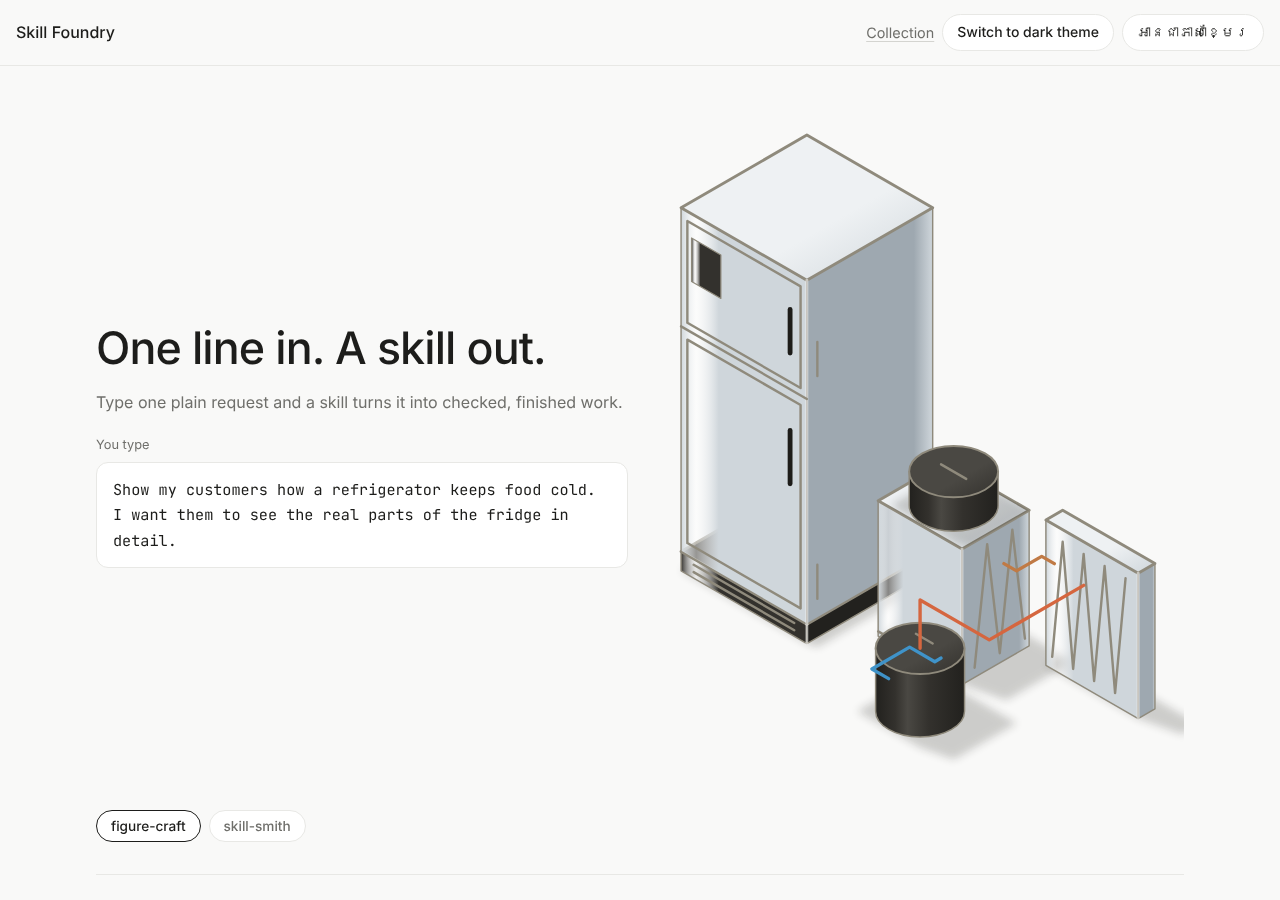 Skill Foundry
Collection
Switch to dark theme
អានជាភាសាខ្មែរ
One line in. A skill out.
Type one plain request and a skill turns it into checked, finished work.
You type
Show my customers how a refrigerator keeps food cold.
I want them to see the real parts of the fridge in
detail.
figure-craft
skill-smith